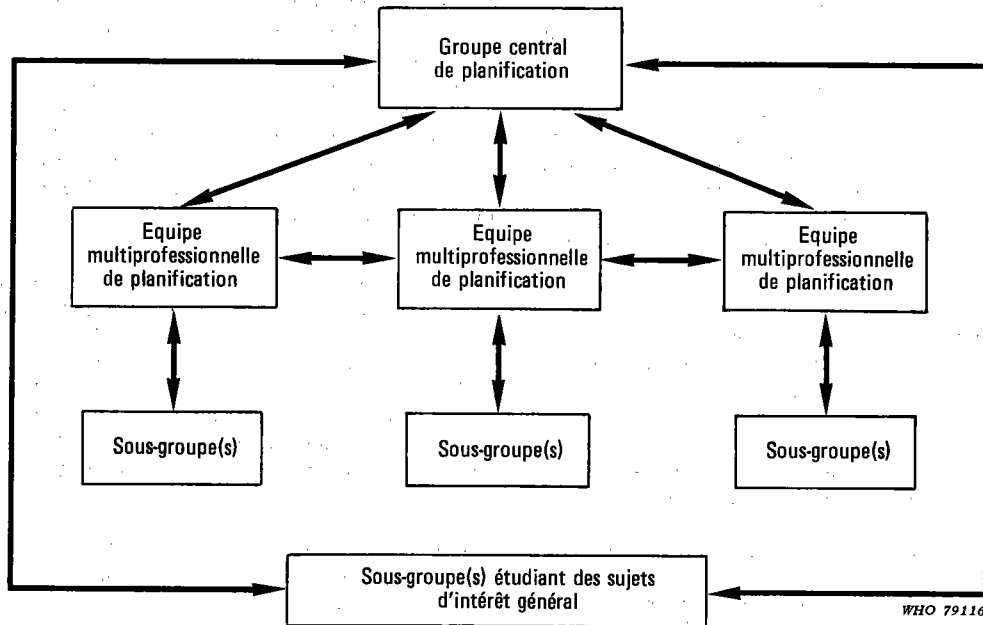 Groupe central
de planification
Equipe
multiprofessionnelle
de planification
Equipe
multiprofessionnelle
de planification
Equipe
multiprofessionnelle
de planification
Sous-groupe(s)
Sous-groupe(s)
Sous-groupe(s)
Sous-groupe(s) étudiant des sujets
d'intérêt général
WHO 79116